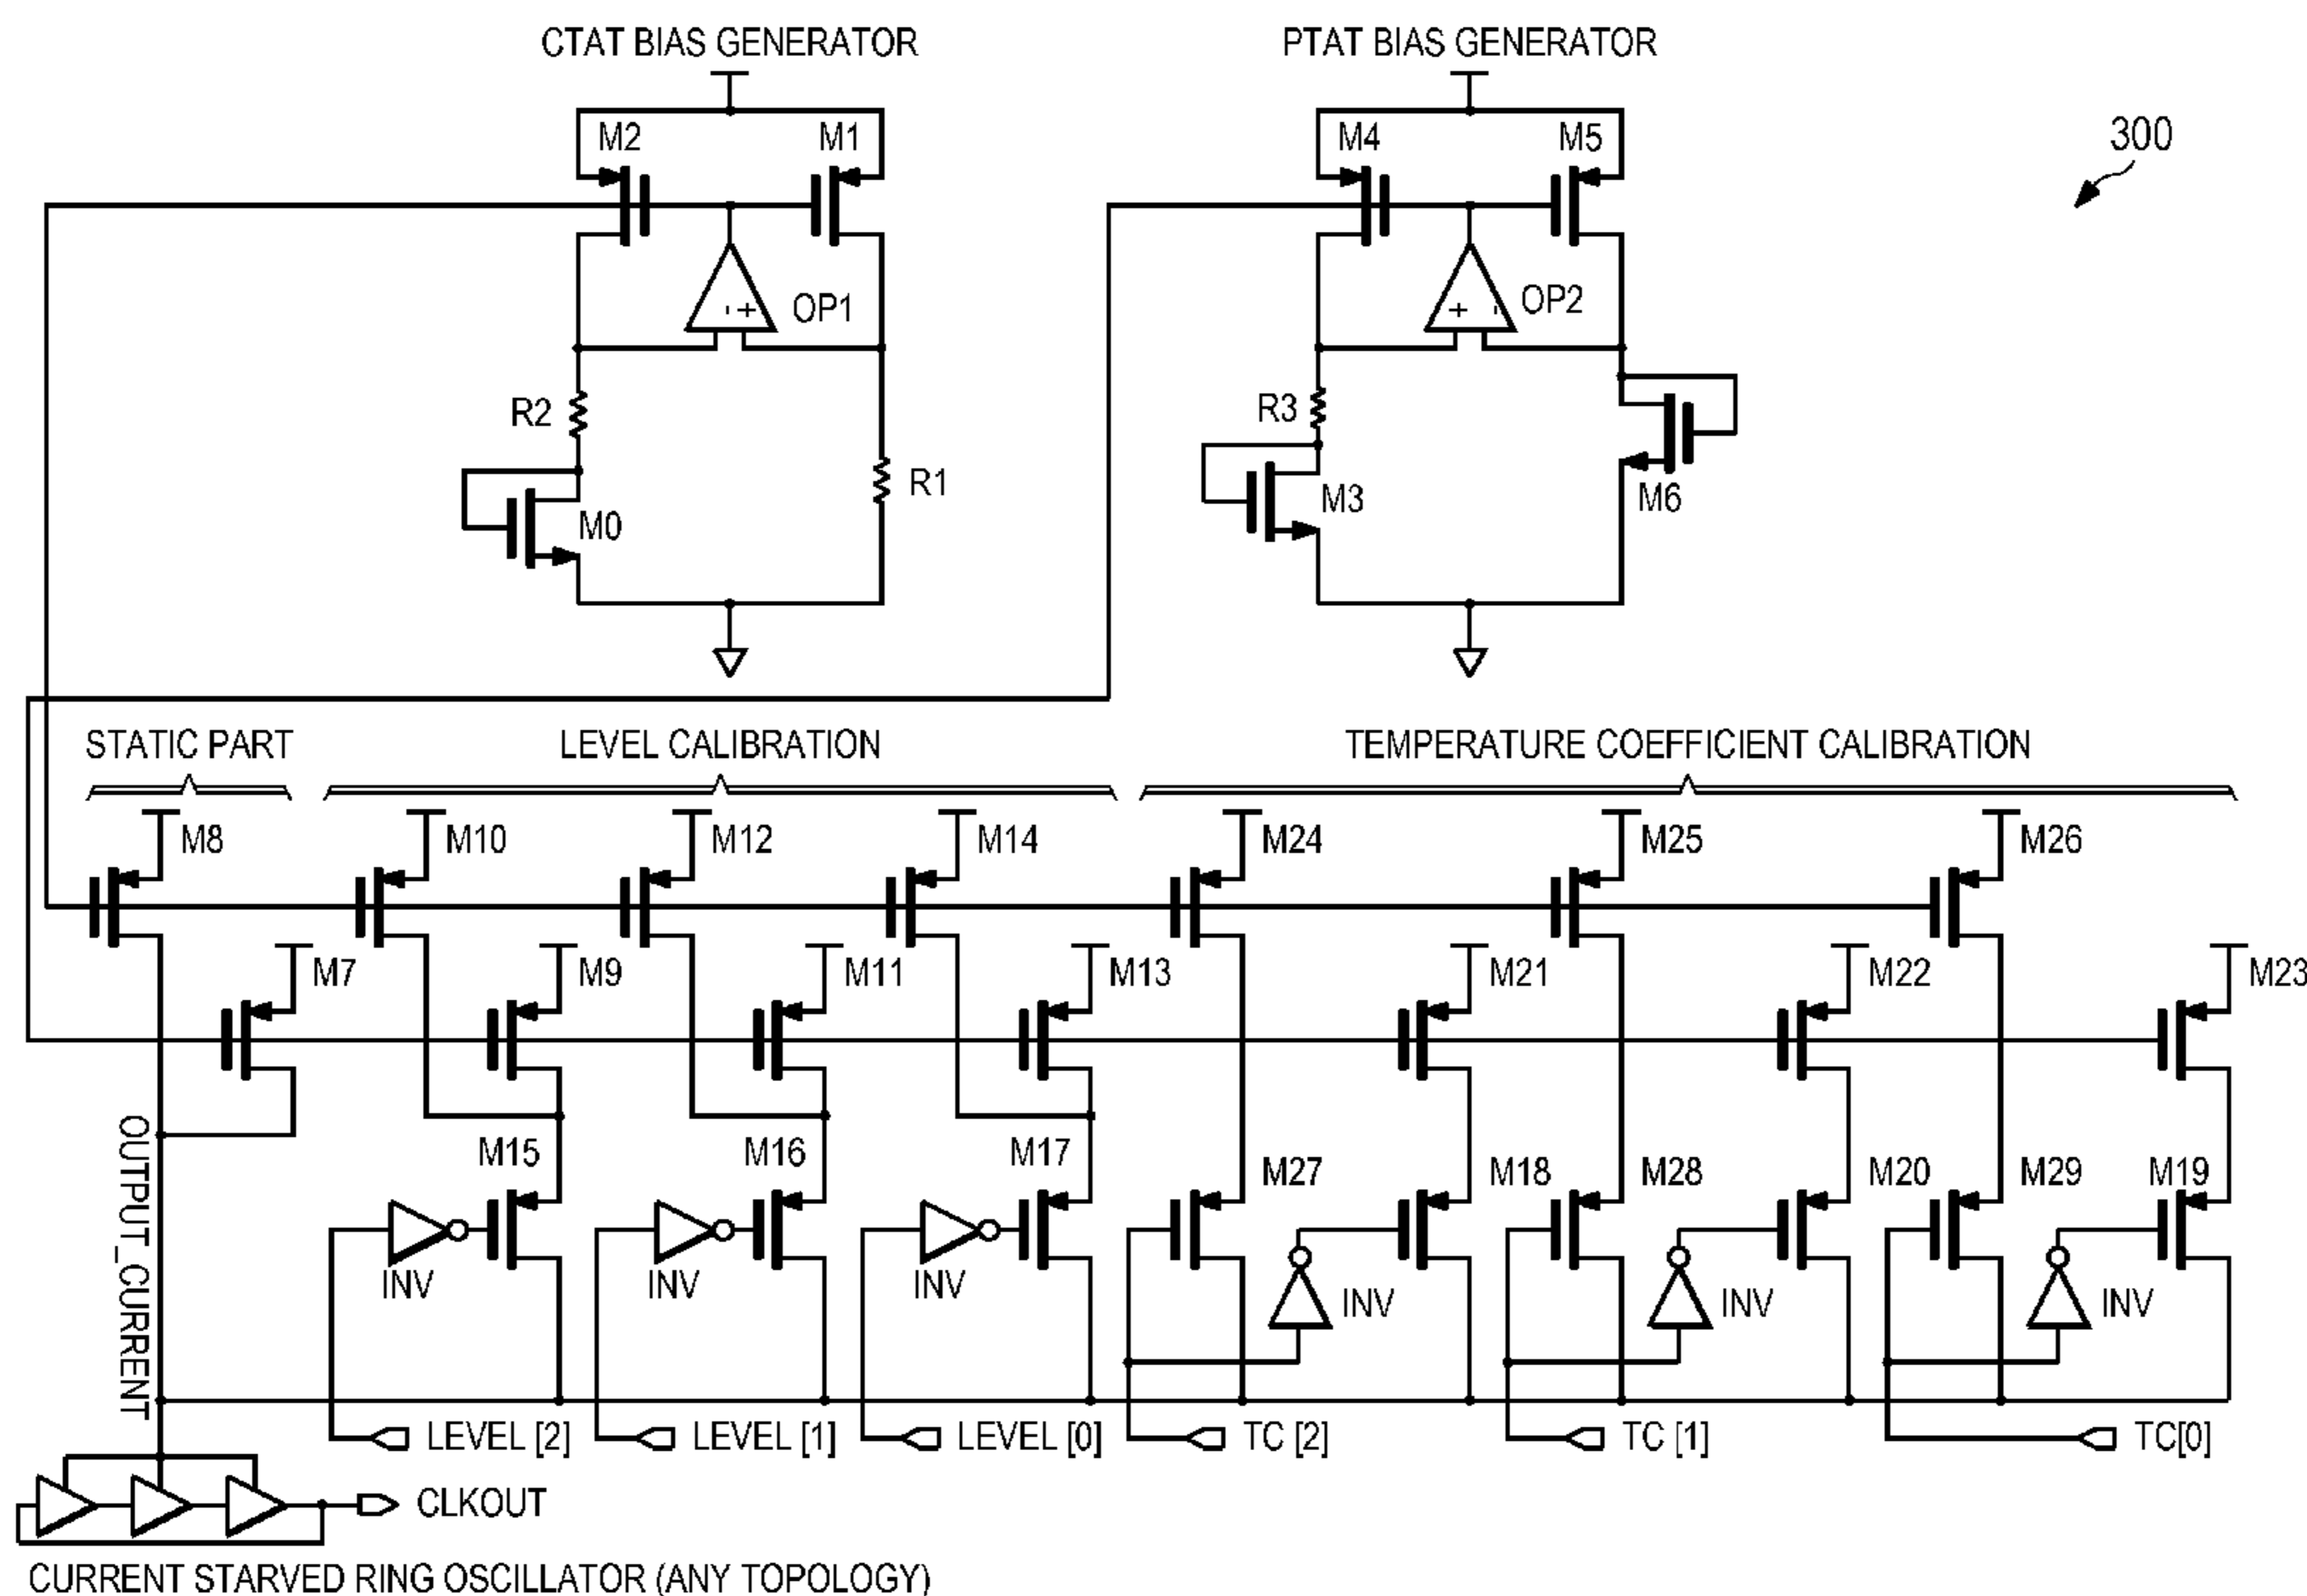 CTAT BIAS GENERATOR
PTAT BIAS GENERATOR
300
M2
M1
M4
M5
- +
OP1
+ -
OP2
R2
R1
M0
R3
M3
M6
STATIC PART
LEVEL CALIBRATION
TEMPERATURE COEFFICIENT CALIBRATION
M8
M10
M12
M14
M24
M25
M26
M7
M9
M11
M13
M21
M22
M23
OUTPUT_CURRENT
M15
M16
M17
M27
M18
M28
M20
M29
M19
INV
INV
INV
INV
INV
INV
LEVEL [2]
LEVEL [1]
LEVEL [0]
TC [2]
TC [1]
TC[0]
CLKOUT
CURRENT STARVED RING OSCILLATOR (ANY TOPOLOGY)